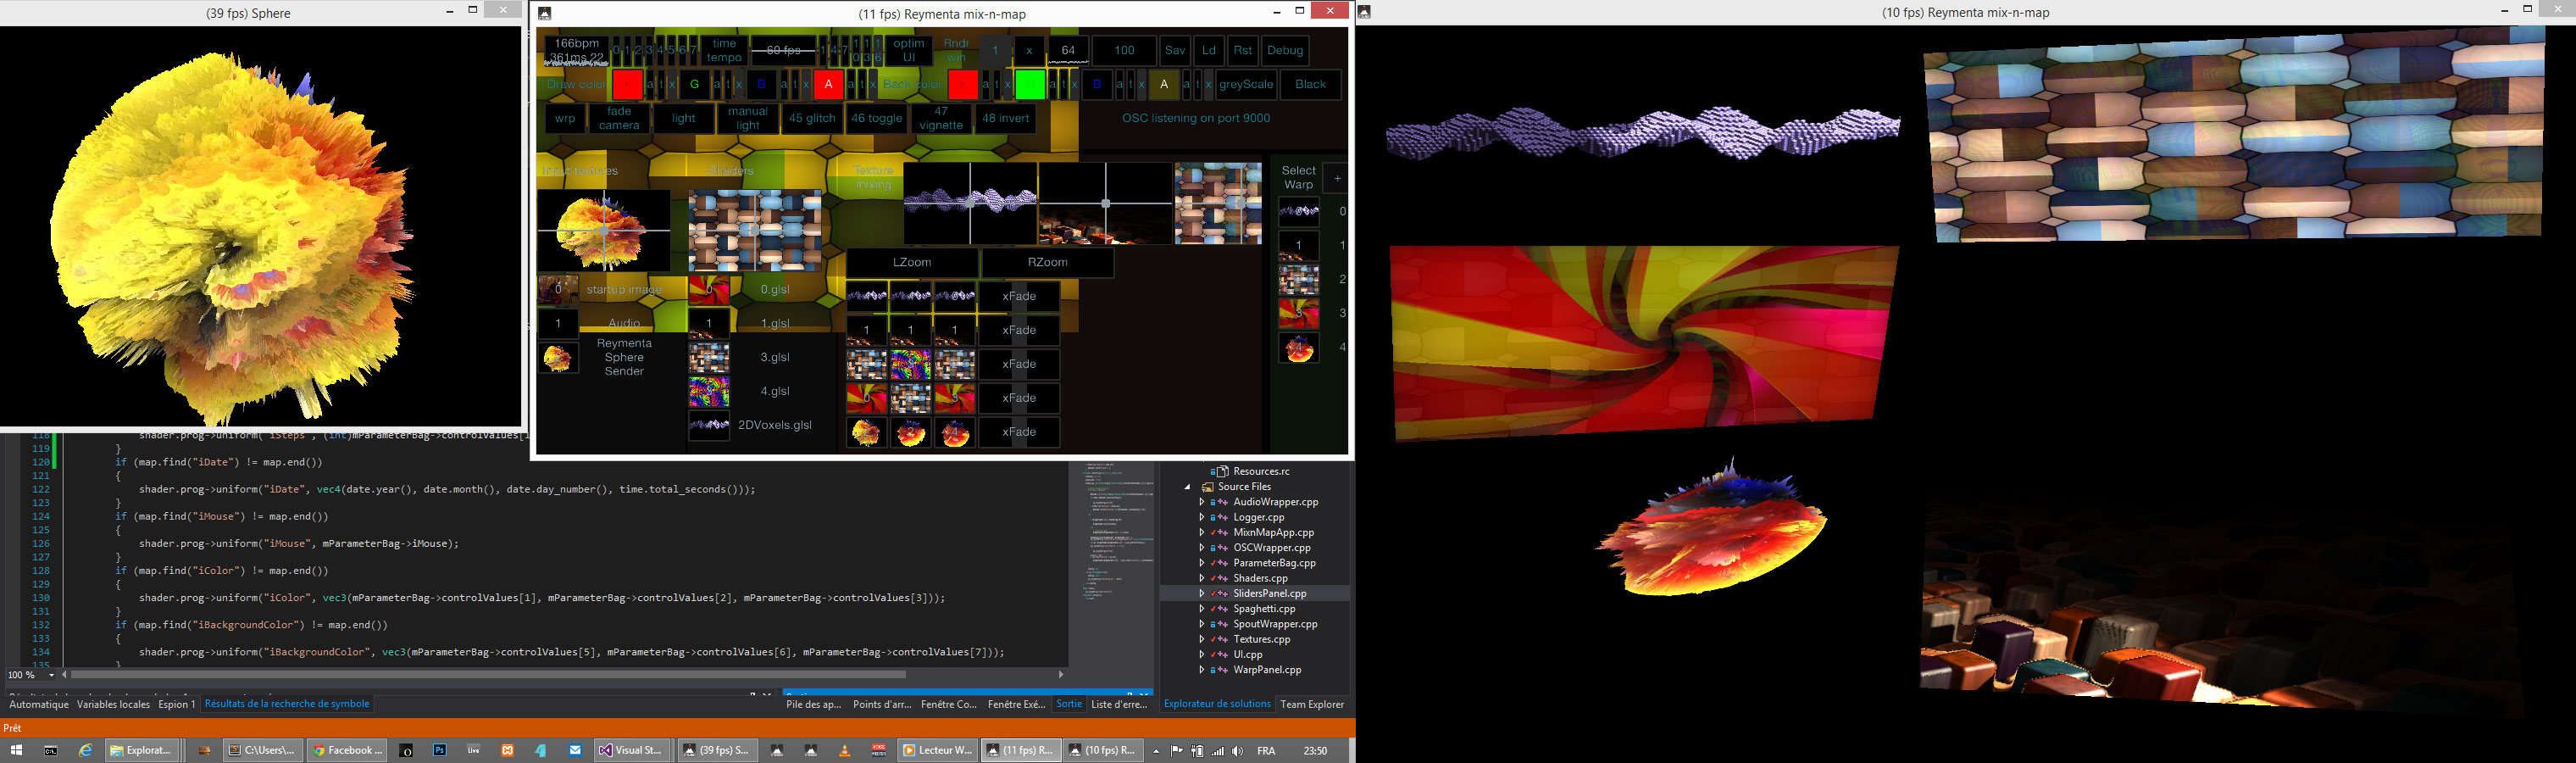 (39 fps) Sphere
(11 fps) Reymenta mix-n-map
(10 fps) Reymenta mix-n-map
166bpm
361ms 22
0 1 2 3 4 5 6 7
time
tempo
60 fps
optim
UI
Rndr
win
1
x
64
100
Sav
Ld
Rst
Debug
Draw color
a t x G a t x B a t x A a t x Back color
a t x
a t x B a t x A a t x greyScale
Black
wrp
fade
camera
light
manual
light
45 glitch
46 toggle
47
vignette
48 invert
OSC listening on port 9000
Input textures
Shaders
Texture
mixing
Select
Warp
+
LZoom
RZoom
0 startup image
1 Audio
Reymenta
Sphere
Sender
0 0.glsl
1 1.glsl
3.glsl
4.glsl
2DVoxels.glsl
xFade
1 1 1 xFade
xFade
xFade
xFade
0
1 1
2
3 3
4 4
118 shader.prog->uniform("iSteps", (int)mParameterBag->controlValues[
119 }
120 if (map.find("iDate") != map.end())
121 {
122 shader.prog->uniform("iDate", vec4(date.year(), date.month(), date.day_number(), time.total_seconds()));
123 }
124 if (map.find("iMouse") != map.end())
125 {
126 shader.prog->uniform("iMouse", mParameterBag->iMouse);
127 }
128 if (map.find("iColor") != map.end())
129 {
130 shader.prog->uniform("iColor", vec3(mParameterBag->controlValues[1], mParameterBag->controlValues[2], mParameterBag->controlValues[3]));
131 }
132 if (map.find("iBackgroundColor") != map.end())
133 {
134 shader.prog->uniform("iBackgroundColor", vec3(mParameterBag->controlValues[5], mParameterBag->controlValues[6], mParameterBag->controlValues[7]));
135 }
100 %
Resources.rc
Source Files
AudioWrapper.cpp
Logger.cpp
MixnMapApp.cpp
OSCWrapper.cpp
ParameterBag.cpp
Shaders.cpp
SlidersPanel.cpp
Spaghetti.cpp
SpoutWrapper.cpp
Textures.cpp
UI.cpp
WarpPanel.cpp
Automatique Variables locales Espion 1 Résultats de la recherche de symbole
Pile des ap... Points d'arr... Fenêtre Co... Fenêtre Exé... Sortie Liste d'erre...
Explorateur de solutions Team Explorer
Prêt
Explorat... C:\Users\... Facebook ... Ps live Visual St... (39 fps) S... Lecteur W... (11 fps) R... (10 fps) R... FRA 23:50